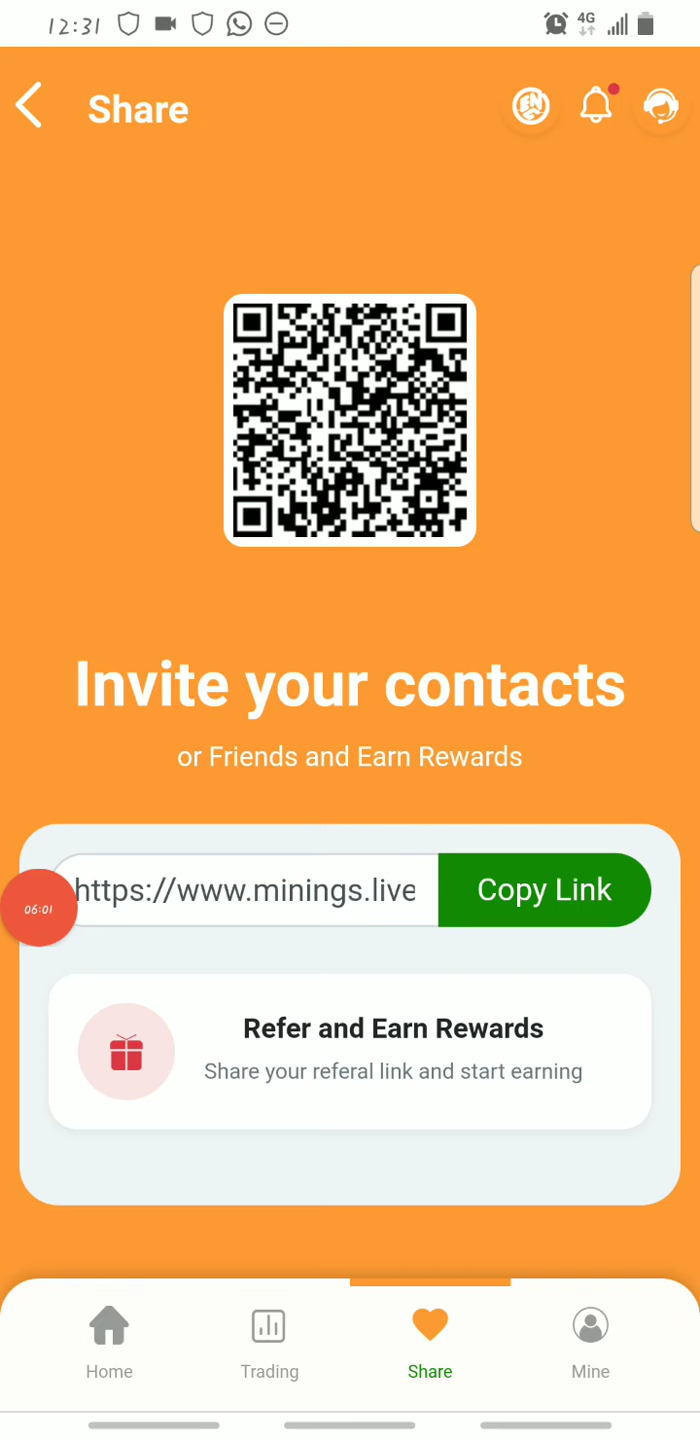 12:31
4G
Share
EN
Invite your contacts
or Friends and Earn Rewards
https://www.minings.live
Copy Link
06:01
Refer and Earn Rewards
Share your referal link and start earning
Home
Trading
Share
Mine